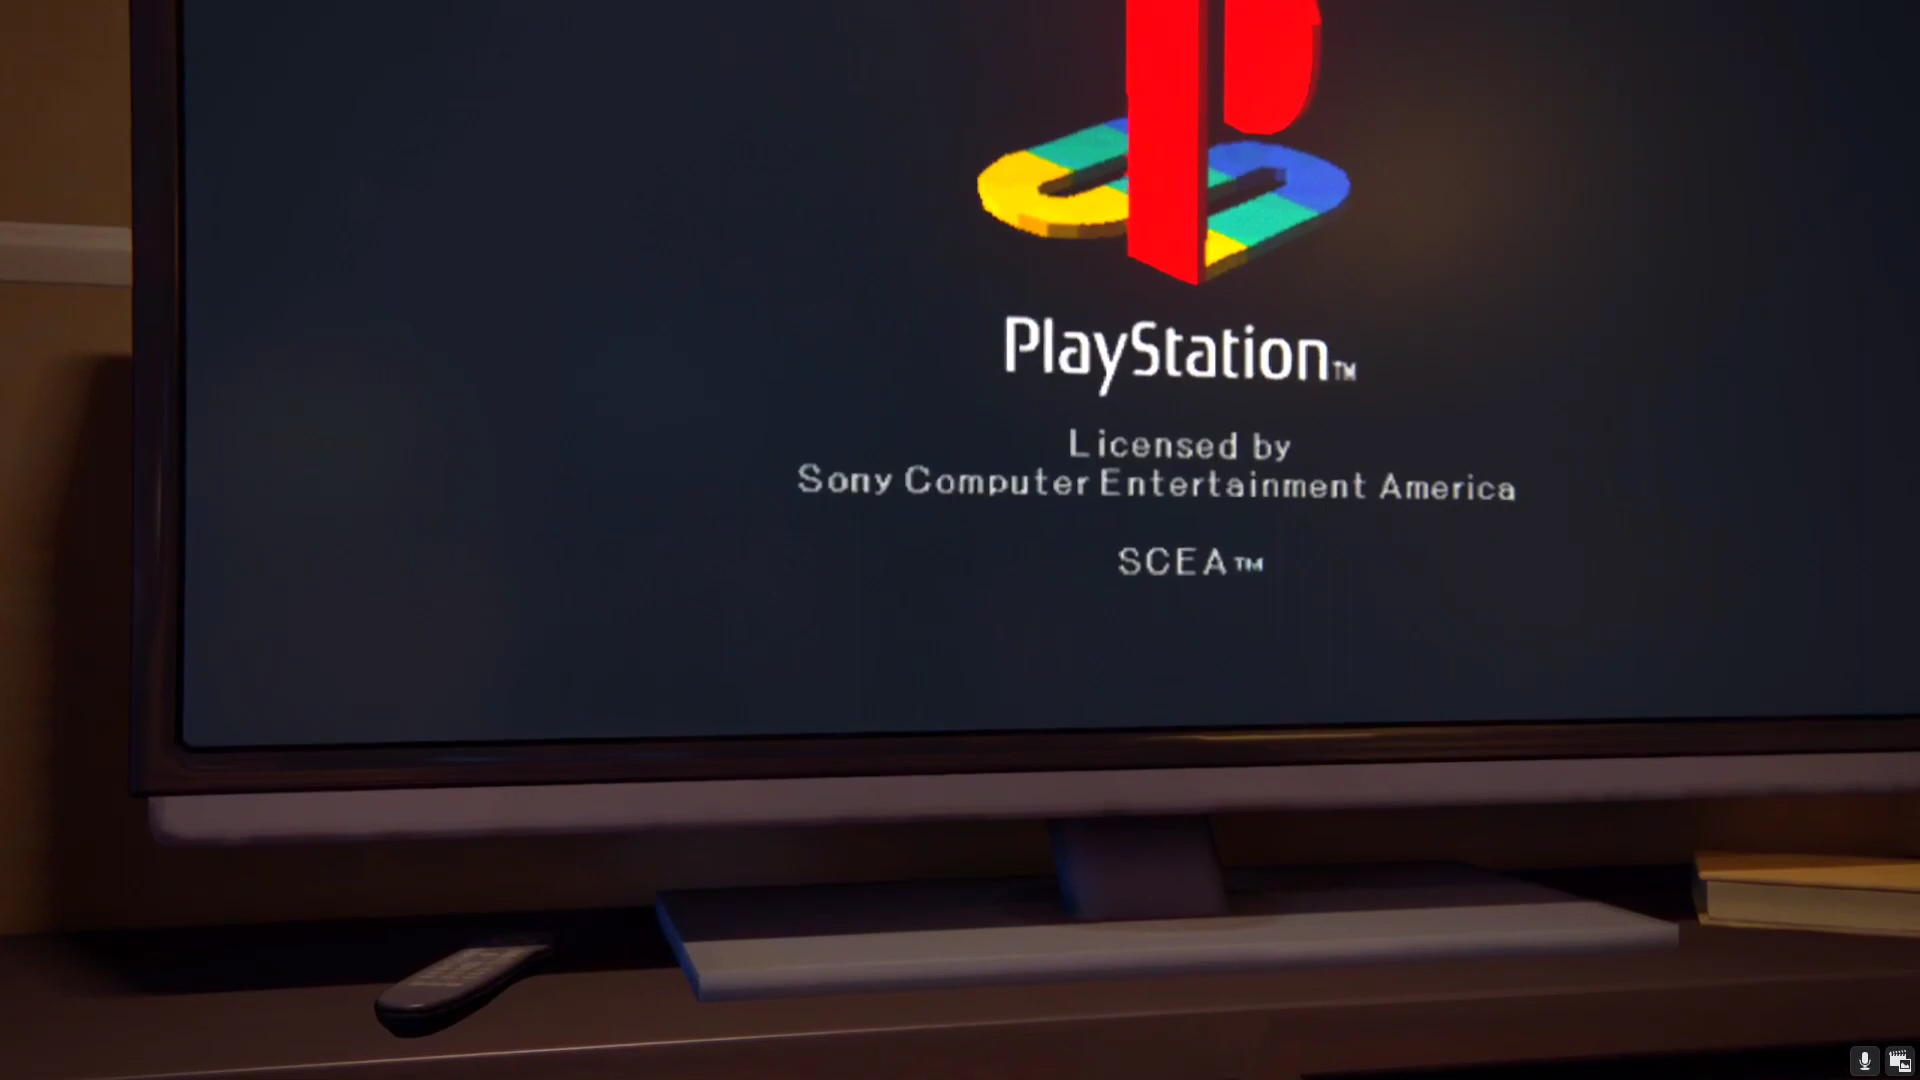 PlayStation™
Licensed by
Sony Computer Entertainment America
SCEA™